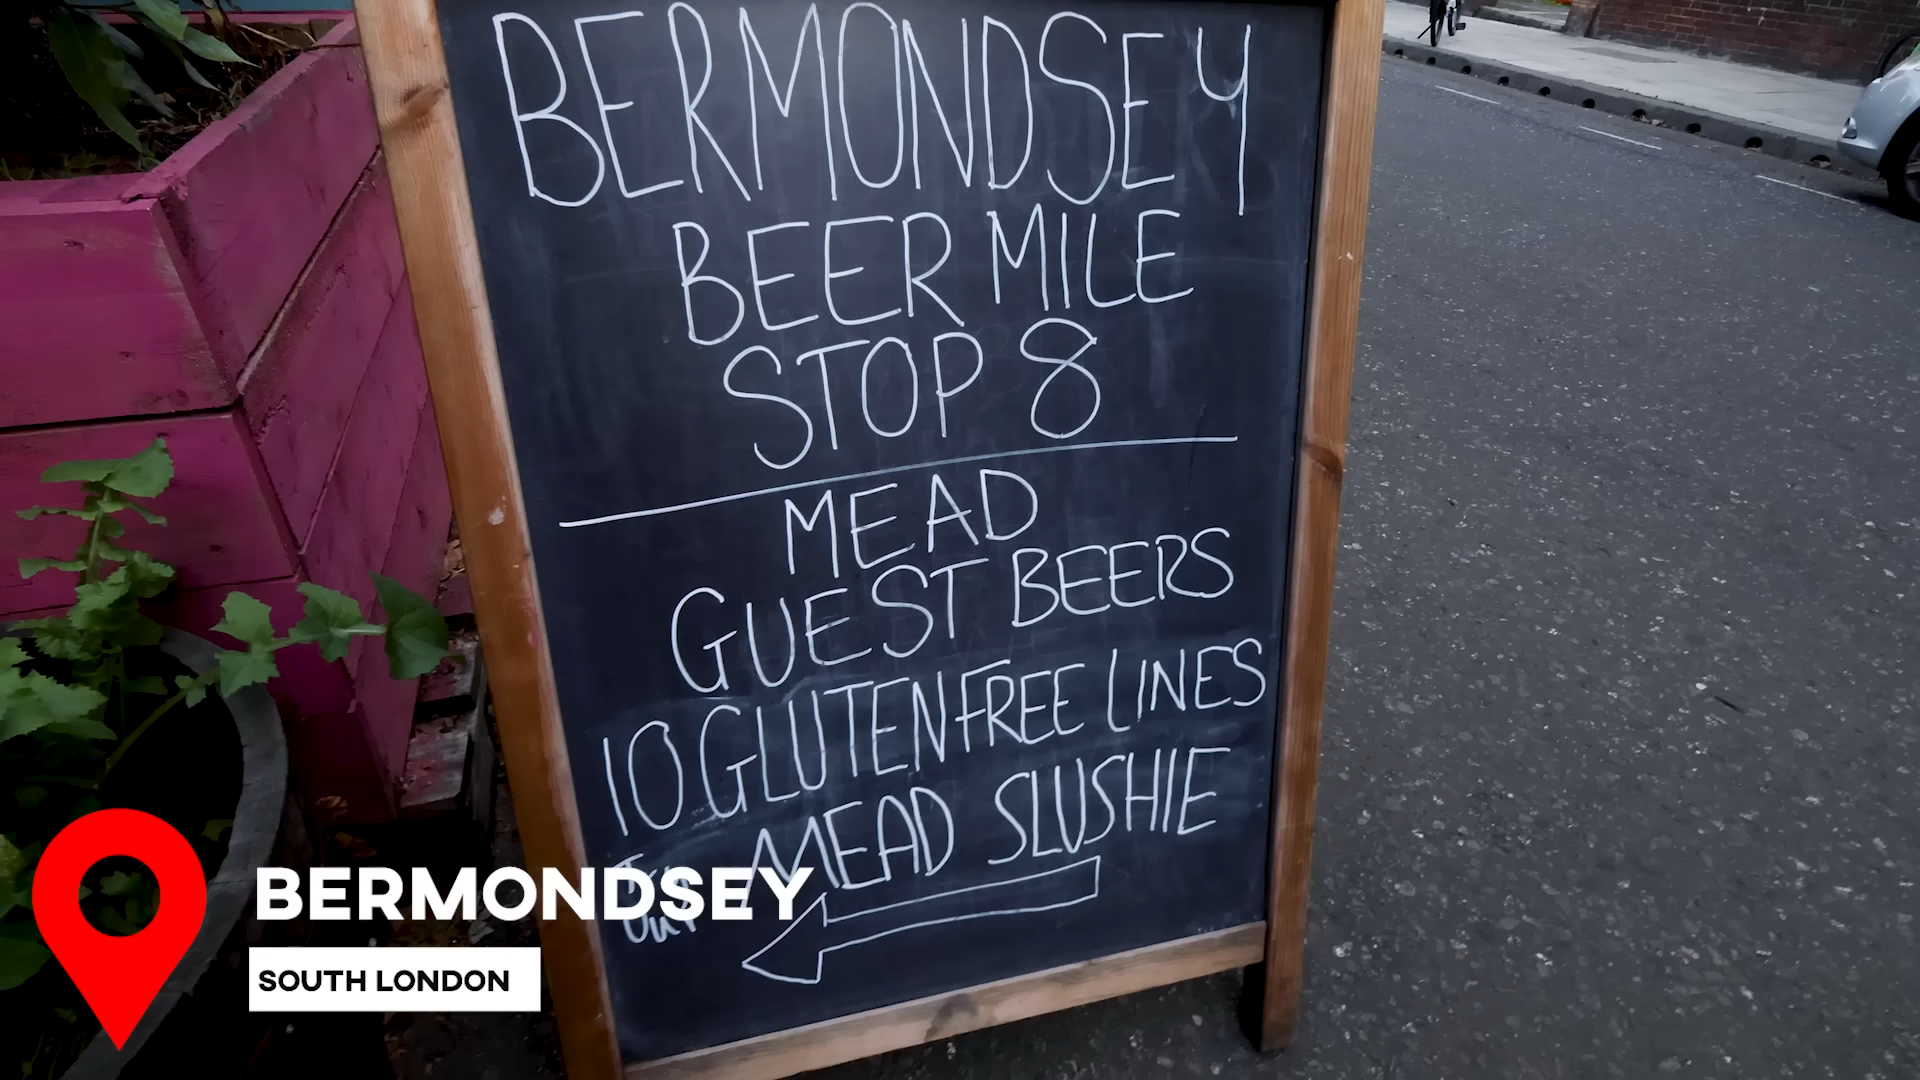 BERMONDSEY
BEER MILE
STOP 8
MEAD
GUEST BEERS
10 GLUTEN FREE LINES
MEAD SLUSHIE
BERMONDSEY
SOUTH LONDON